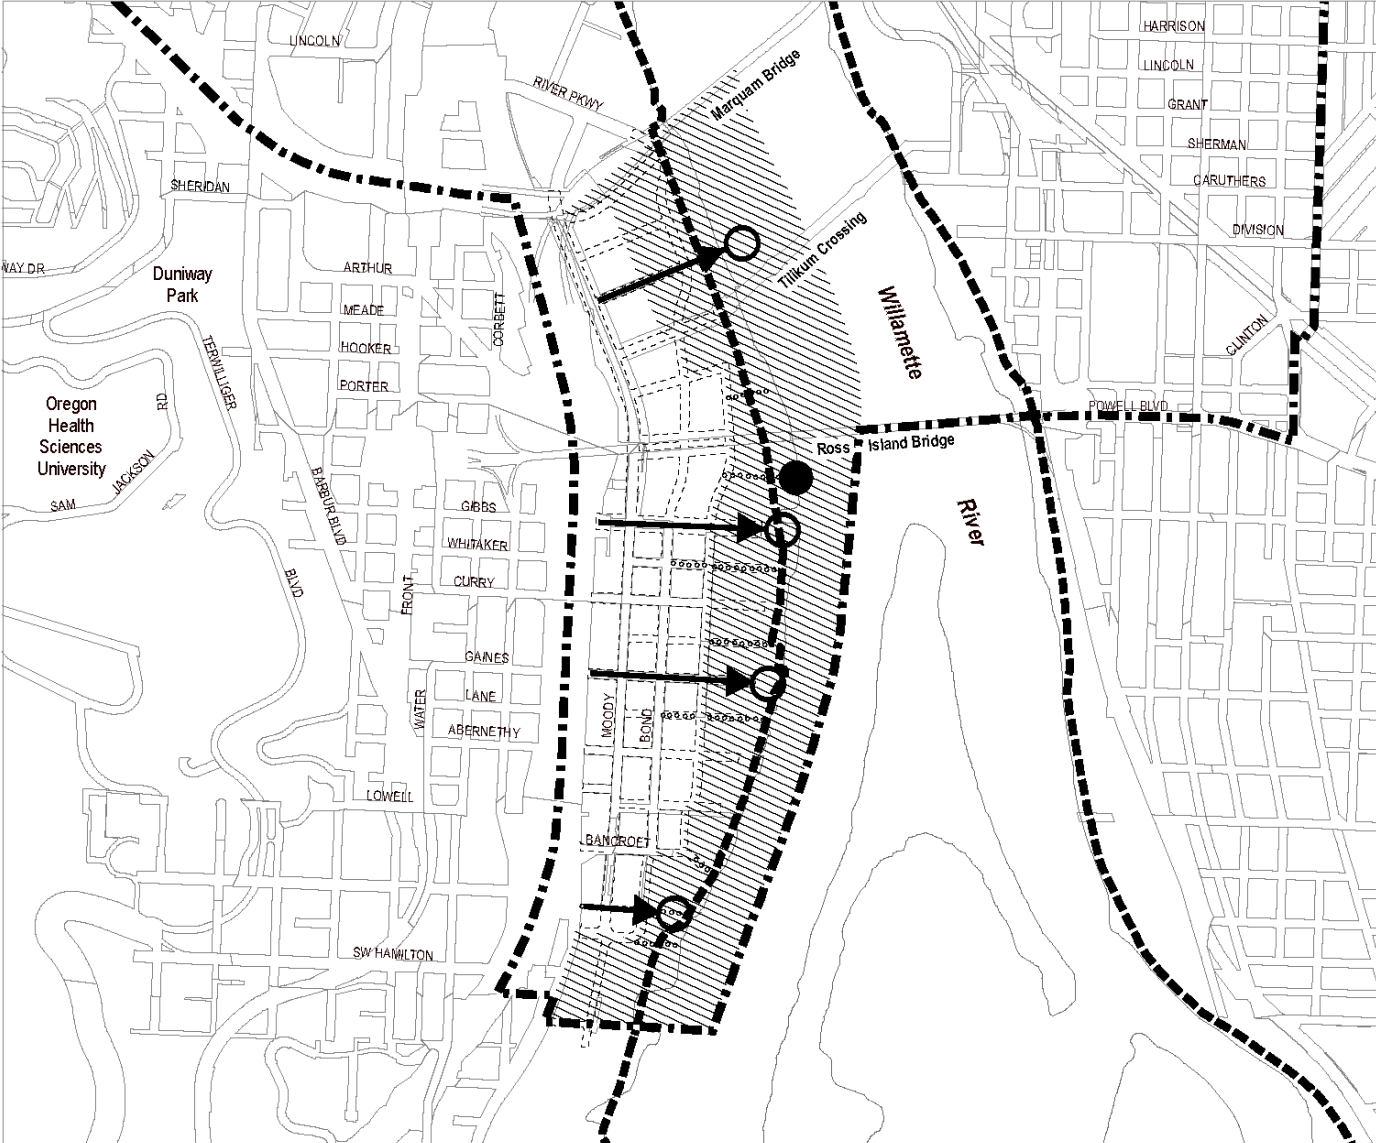 HARRISON
LINCOLN
LINCOLN
Marquam Bridge
RIVER PKWY
GRANT
SHERMAN
SHERIDAN
CARUTHERS
DIVISION
WAY DR
Duniway
Park
ARTHUR
Tilikum Crossing
MEADE
CORBETT
Willamette
HOOKER
CLINTON
TERWILLIGER
PORTER
RD
POWELL BLVD
Oregon
Health
Sciences
University
Ross Island Bridge
JACKSON
SAM
BARBUR BLVD
GIBBS
River
WHITAKER
CURRY
BLVD
FRONT
GAINES
LANE
WATER
MOODY
BOND
ABERNETHY
LOWELL
BANCROFT
SW HAMILTON